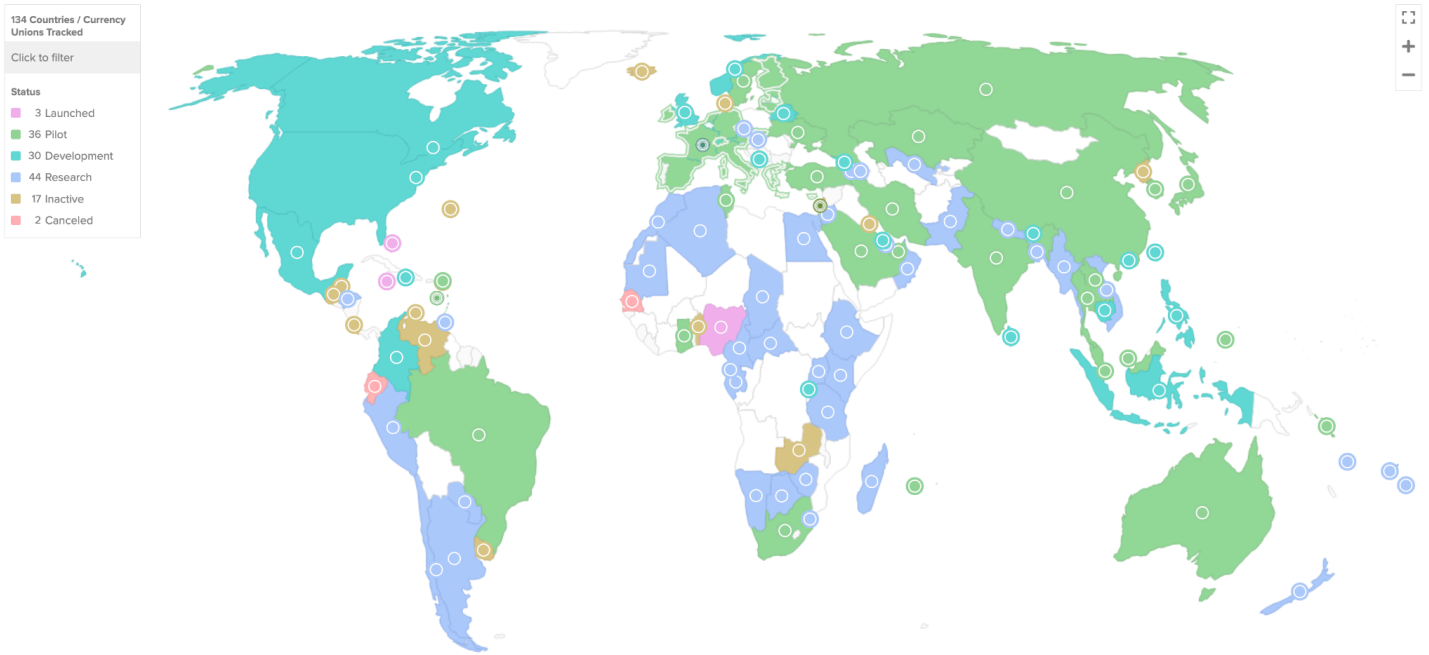 134 Countries / Currency
Unions Tracked
Click to filter
Status
3 Launched
36 Pilot
30 Development
44 Research
17 Inactive
2 Canceled